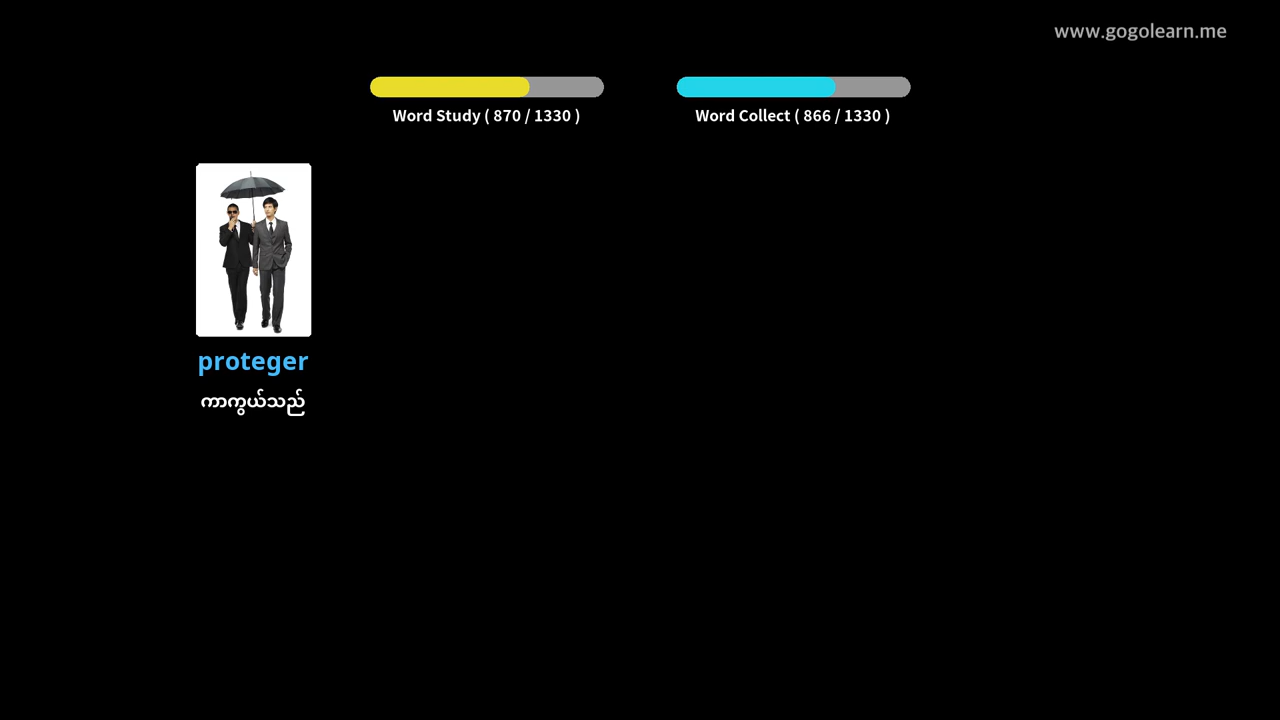 www.gogolearn.me
Word Study ( 870 / 1330 )
Word Collect ( 866 / 1330 )
proteger
ကာကွယ်သည်